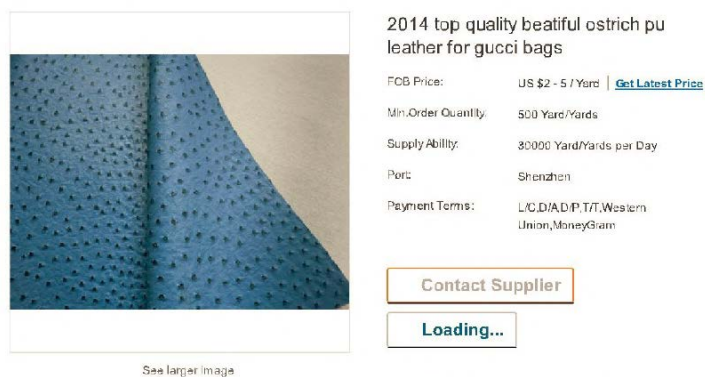 2014 top quality beatiful ostrich pu
leather for gucci bags
FOB Price:
US $2 - 5 / Yard | Get Latest Price
Min.Order Quantity:
500 Yard/Yards
Supply Ability:
30000 Yard/Yards per Day
Port:
Shenzhen
Payment Terms:
L/C,D/A,D/P,T/T,Western
Union,MoneyGram
Contact Supplier
Loading...
See larger image